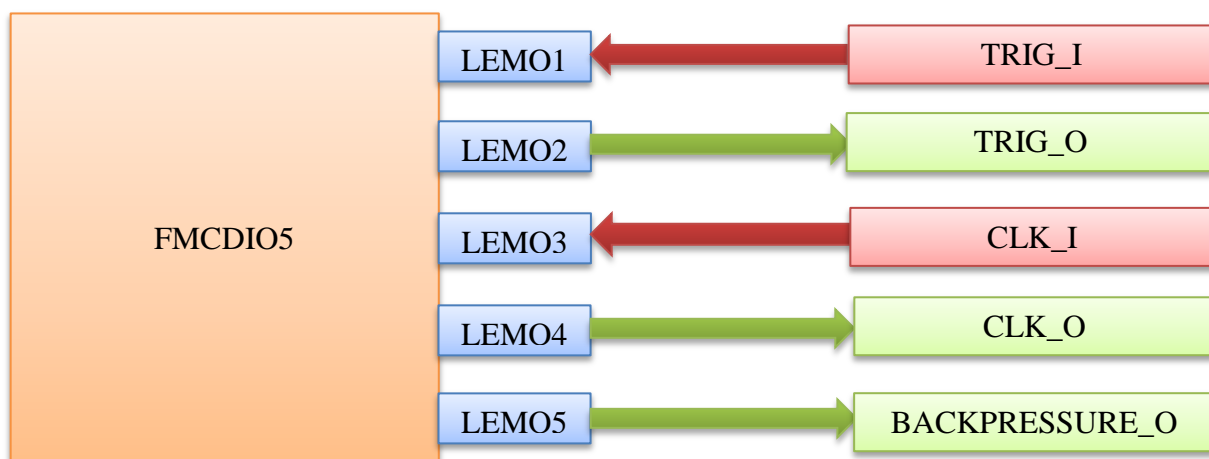 LEMO1
TRIG_I
LEMO2
TRIG_O
FMCDIO5
LEMO3
CLK_I
LEMO4
CLK_O
LEMO5
BACKPRESSURE_O